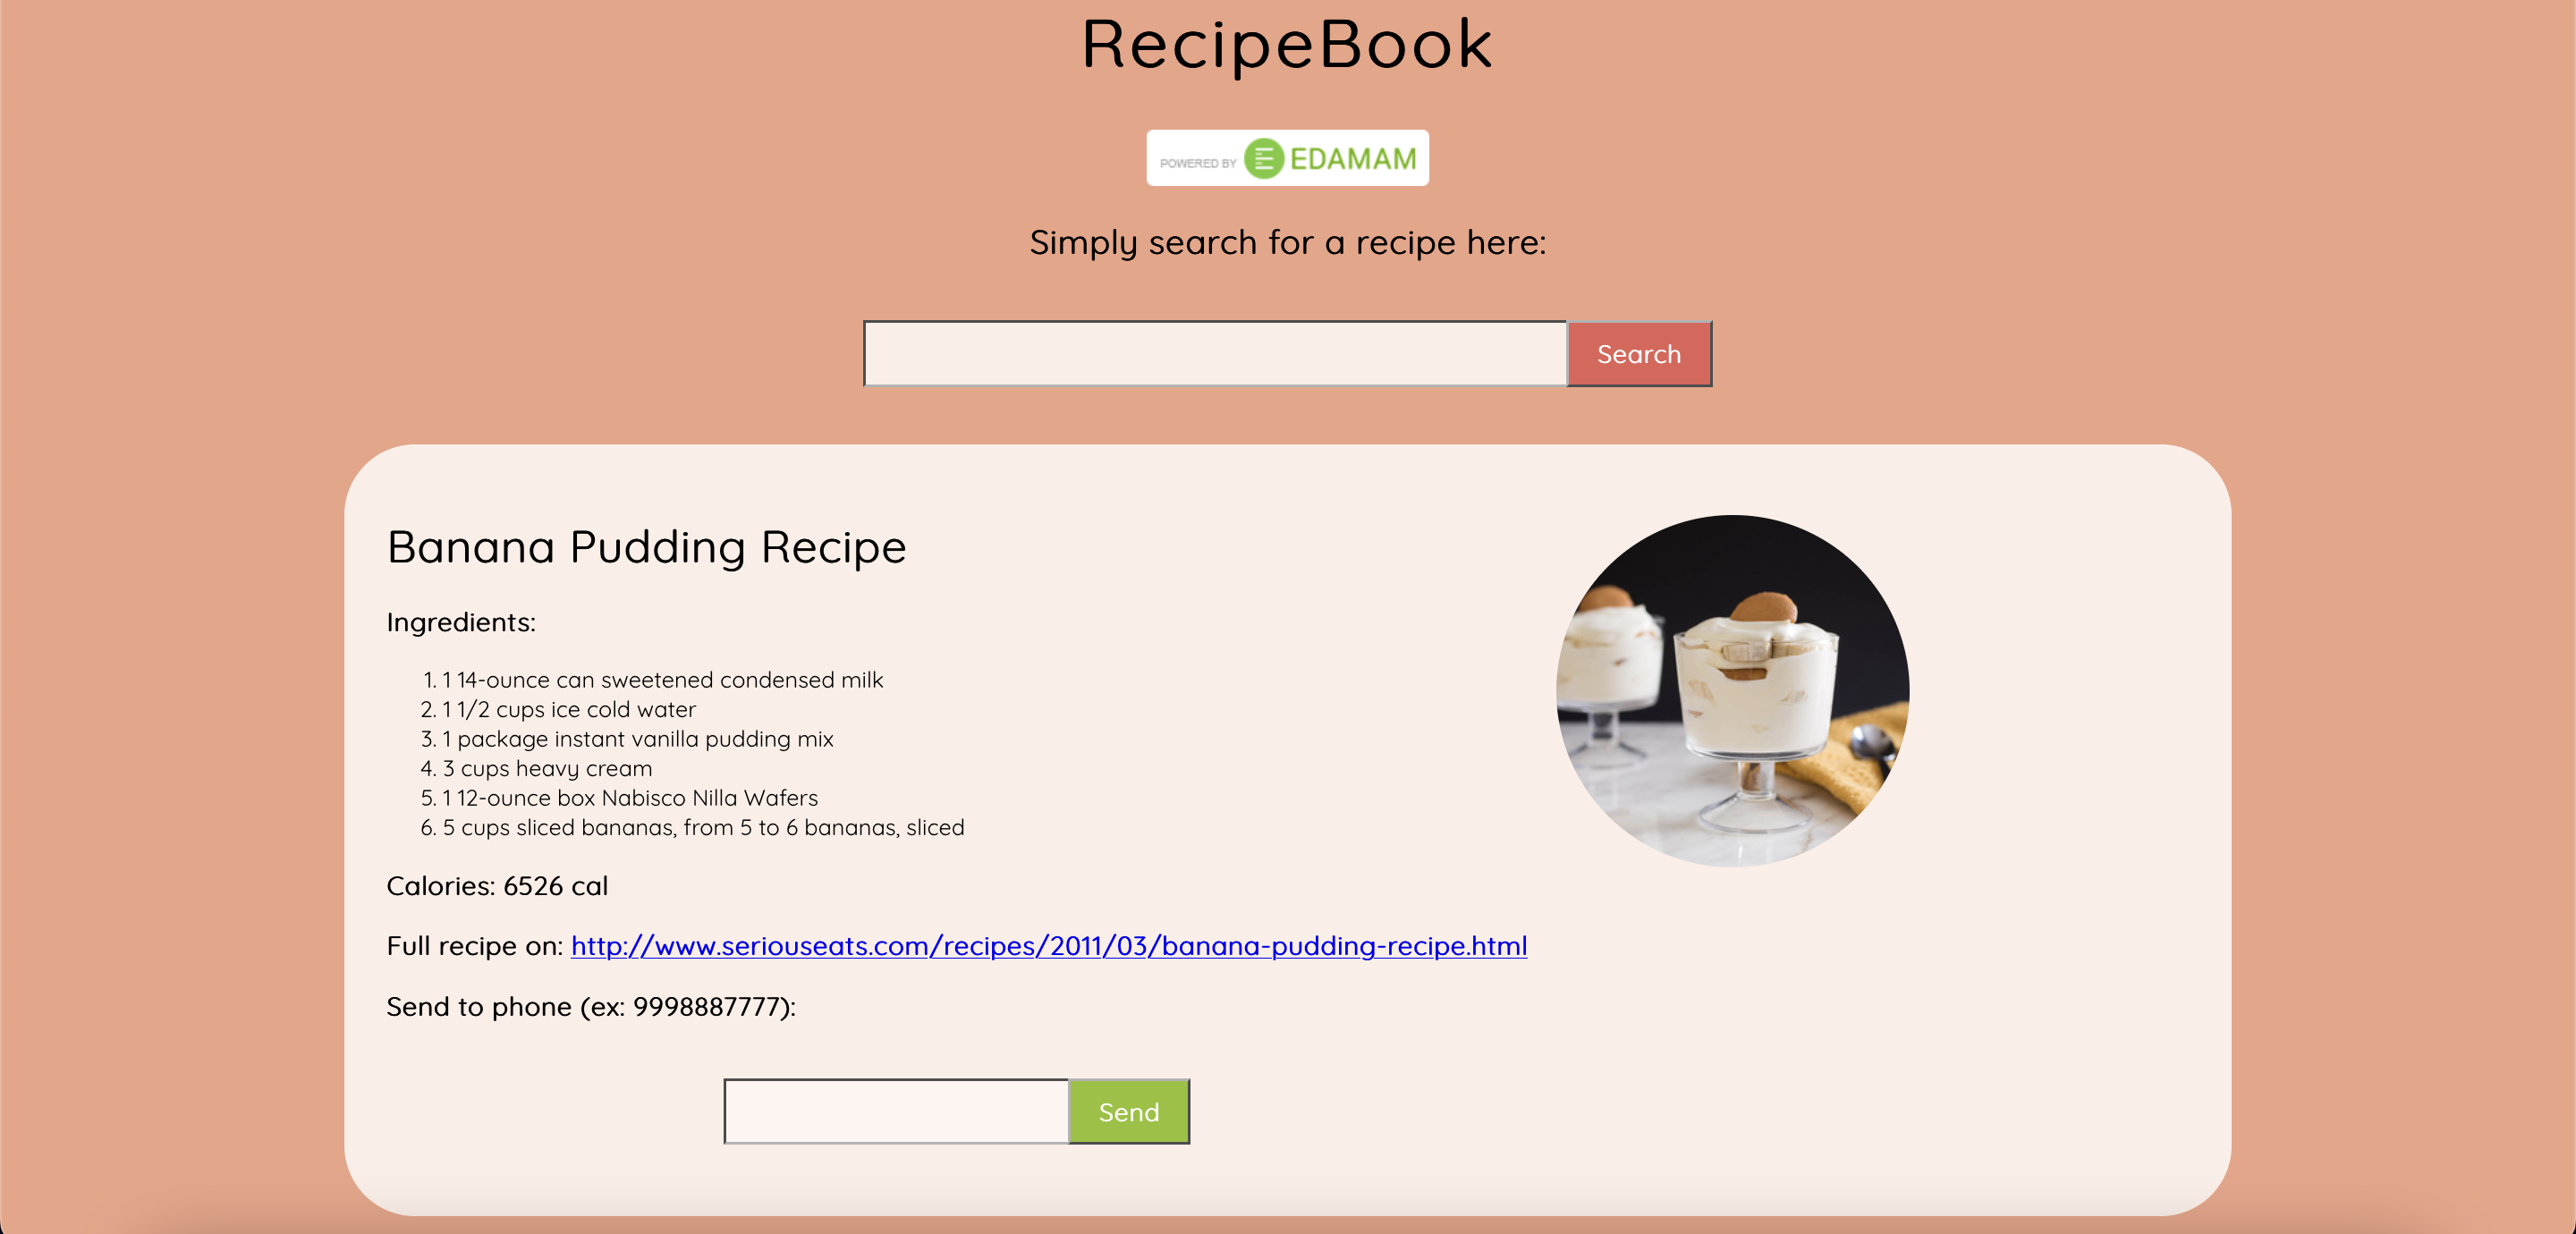 RecipeBook
POWERED BY EDAMAM
Simply search for a recipe here:
Search
Banana Pudding Recipe
Ingredients:
1. 1 14-ounce can sweetened condensed milk
2. 1 1/2 cups ice cold water
3. 1 package instant vanilla pudding mix
4. 3 cups heavy cream
5. 1 12-ounce box Nabisco Nilla Wafers
6. 5 cups sliced bananas, from 5 to 6 bananas, sliced
Calories: 6526 cal
Full recipe on: http://www.seriouseats.com/recipes/2011/03/banana-pudding-recipe.html
Send to phone (ex: 9998887777):
Send